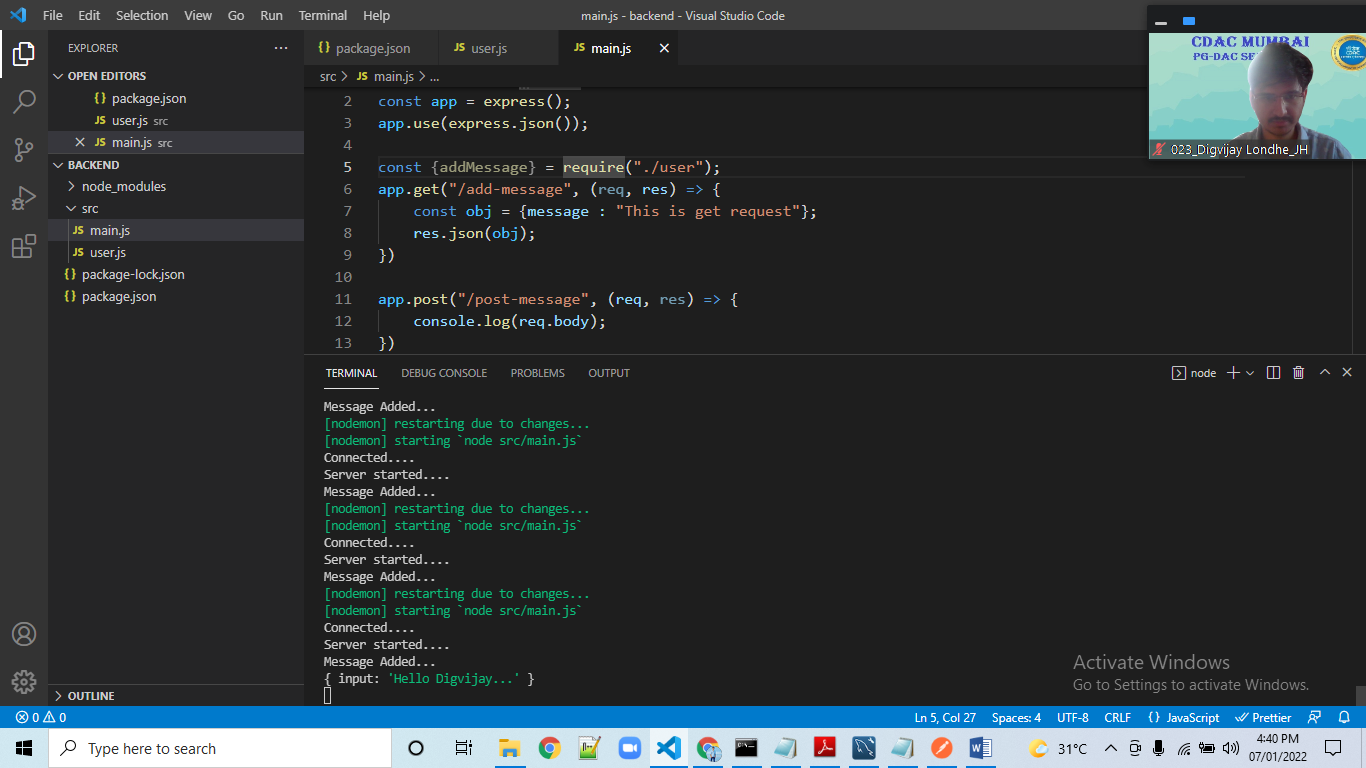 File Edit Selection View Go Run Terminal Help
main.js - backend - Visual Studio Code
EXPLORER
OPEN EDITORS
package.json
JS user.js src
JS main.js src
BACKEND
node_modules
src
JS main.js
JS user.js
{} package-lock.json
{} package.json
OUTLINE
{} package.json
JS user.js
JS main.js
src > JS main.js > ...
2 const app = express();
3 app.use(express.json());
4
5 const {addMessage} = require("./user");
6 app.get("/add-message", (req, res) => {
7 const obj = {message : "This is get request"};
8 res.json(obj);
9 })
10
11 app.post("/post-message", (req, res) => {
12 console.log(req.body);
13 })
CDAC MUMBAI
023_Digvijay Londhe_JH
TERMINAL DEBUG CONSOLE PROBLEMS OUTPUT
node
Message Added...
[nodemon] restarting due to changes...
[nodemon] starting `node src/main.js`
Connected....
Server started....
Message Added...
[nodemon] restarting due to changes...
[nodemon] starting `node src/main.js`
Connected....
Server started....
Message Added...
[nodemon] restarting due to changes...
[nodemon] starting `node src/main.js`
Connected....
Server started....
Message Added...
{ input: 'Hello Digvijay...' }
Activate Windows
Go to Settings to activate Windows.
0 0
Ln 5, Col 27 Spaces: 4 UTF-8 CRLF {} JavaScript Prettier
Type here to search
31°C
4:40 PM
07/01/2022